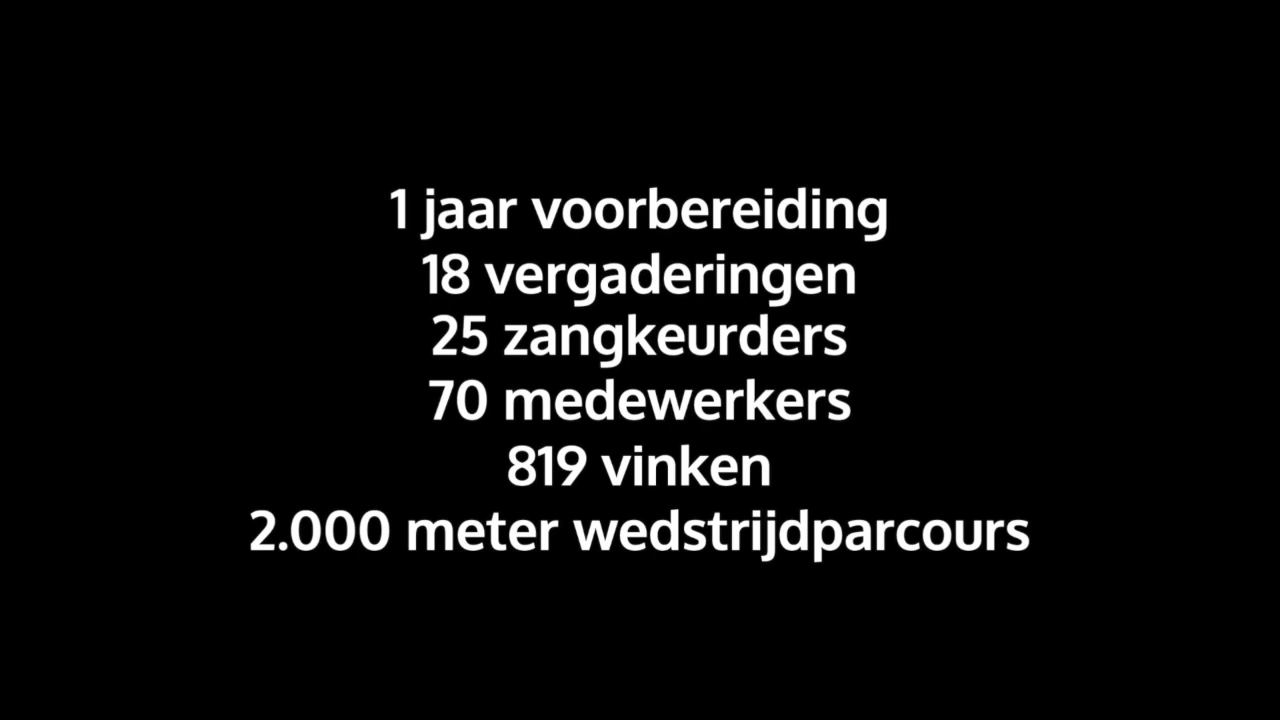 1 jaar voorbereiding
18 vergaderingen
25 zangkeurders
70 medewerkers
819 vinken
2.000 meter wedstrijdparcours